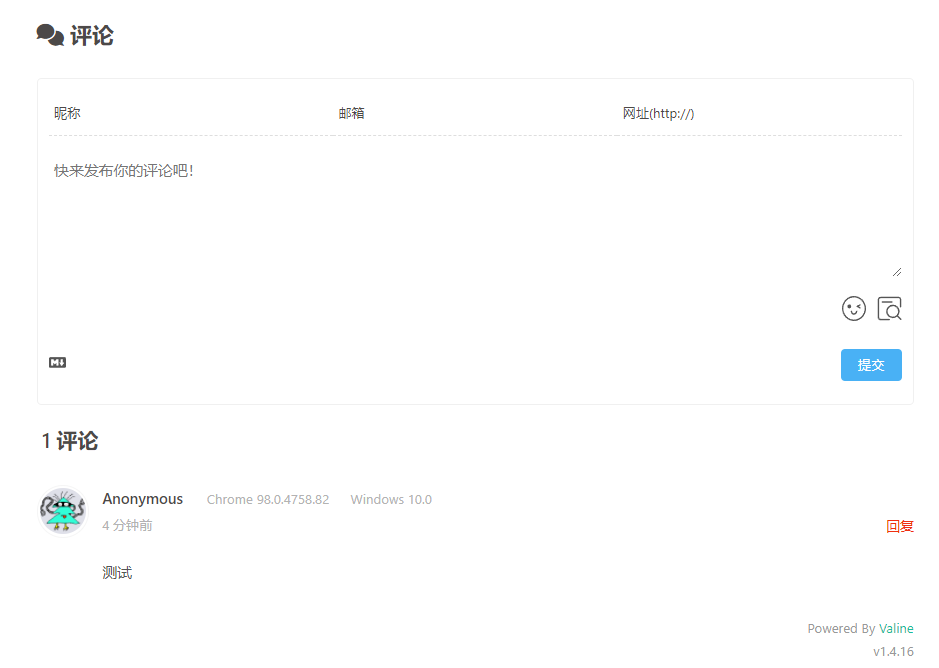 评论
昵称 邮箱 网址(http://)
快来发布你的评论吧！
M↓
提交
1 评论
Anonymous Chrome 98.0.4758.82 Windows 10.0
4 分钟前 回复
测试
Powered By Valine
v1.4.16